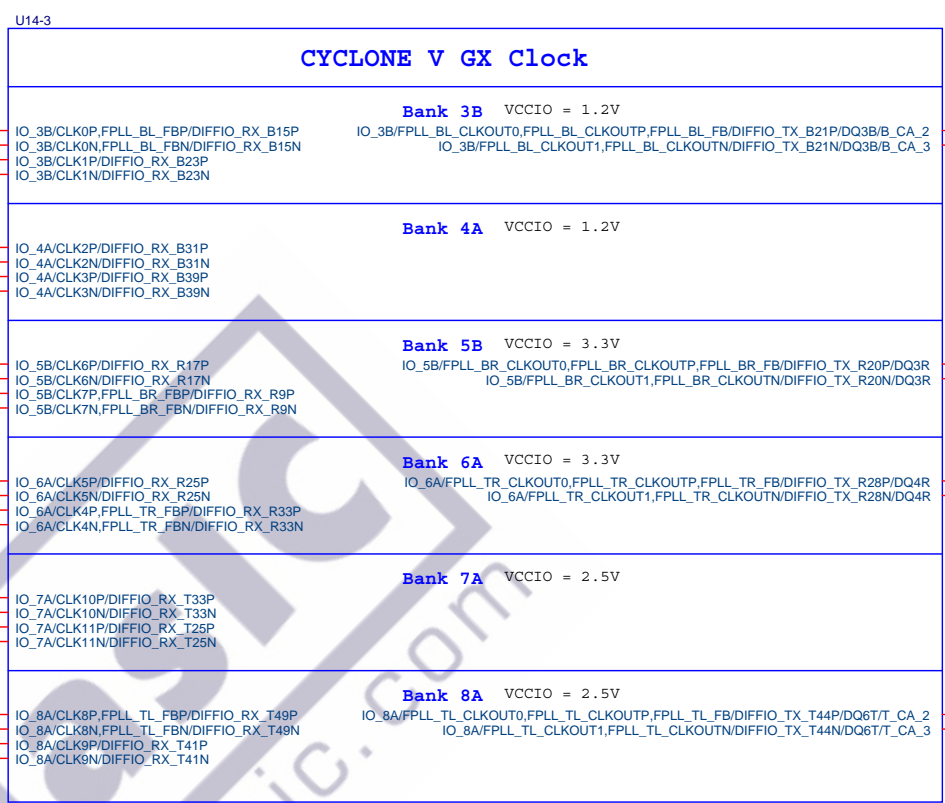 U14-3
CYCLONE V GX Clock
Bank 3B VCCIO = 1.2V
IO_3B/CLK0P,FPLL_BL_FBP/DIFFIO_RX_B15P IO_3B/FPLL_BL_CLKOUT0,FPLL_BL_CLKOUTP,FPLL_BL_FB/DIFFIO_TX_B21P/DQ3B/B_CA_2
IO_3B/CLK0N,FPLL_BL_FBN/DIFFIO_RX_B15N IO_3B/FPLL_BL_CLKOUT1,FPLL_BL_CLKOUTN/DIFFIO_TX_B21N/DQ3B/B_CA_3
IO_3B/CLK1P/DIFFIO_RX_B23P
IO_3B/CLK1N/DIFFIO_RX_B23N
Bank 4A VCCIO = 1.2V
IO_4A/CLK2P/DIFFIO_RX_B31P
IO_4A/CLK2N/DIFFIO_RX_B31N
IO_4A/CLK3P/DIFFIO_RX_B39P
IO_4A/CLK3N/DIFFIO_RX_B39N
Bank 5B VCCIO = 3.3V
IO_5B/CLK6P/DIFFIO_RX_R17P IO_5B/FPLL_BR_CLKOUT0,FPLL_BR_CLKOUTP,FPLL_BR_FB/DIFFIO_TX_R20P/DQ3R
IO_5B/CLK6N/DIFFIO_RX_R17N IO_5B/FPLL_BR_CLKOUT1,FPLL_BR_CLKOUTN/DIFFIO_TX_R20N/DQ3R
IO_5B/CLK7P,FPLL_BR_FBP/DIFFIO_RX_R9P
IO_5B/CLK7N,FPLL_BR_FBN/DIFFIO_RX_R9N
Bank 6A VCCIO = 3.3V
IO_6A/CLK5P/DIFFIO_RX_R25P IO_6A/FPLL_TR_CLKOUT0,FPLL_TR_CLKOUTP,FPLL_TR_FB/DIFFIO_TX_R28P/DQ4R
IO_6A/CLK5N/DIFFIO_RX_R25N IO_6A/FPLL_TR_CLKOUT1,FPLL_TR_CLKOUTN/DIFFIO_TX_R28N/DQ4R
IO_6A/CLK4P,FPLL_TR_FBP/DIFFIO_RX_R33P
IO_6A/CLK4N,FPLL_TR_FBN/DIFFIO_RX_R33N
Bank 7A VCCIO = 2.5V
IO_7A/CLK10P/DIFFIO_RX_T33P
IO_7A/CLK10N/DIFFIO_RX_T33N
IO_7A/CLK11P/DIFFIO_RX_T25P
IO_7A/CLK11N/DIFFIO_RX_T25N
Bank 8A VCCIO = 2.5V
IO_8A/CLK8P,FPLL_TL_FBP/DIFFIO_RX_T49P IO_8A/FPLL_TL_CLKOUT0,FPLL_TL_CLKOUTP,FPLL_TL_FB/DIFFIO_TX_T44P/DQ6T/T_CA_2
IO_8A/CLK8N,FPLL_TL_FBN/DIFFIO_RX_T49N IO_8A/FPLL_TL_CLKOUT1,FPLL_TL_CLKOUTN/DIFFIO_TX_T44N/DQ6T/T_CA_3
IO_8A/CLK9P/DIFFIO_RX_T41P
IO_8A/CLK9N/DIFFIO_RX_T41N
asic
ic.com